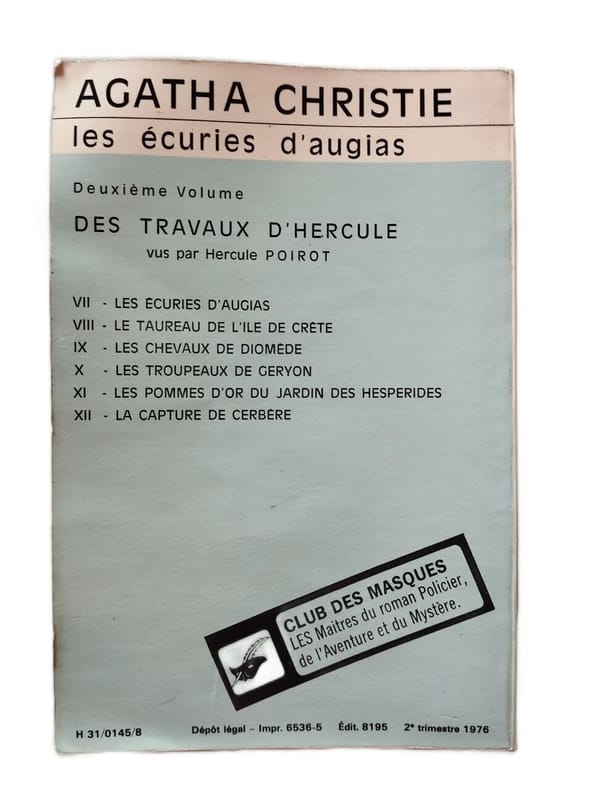 AGATHA CHRISTIE
les écuries d'augias
Deuxième Volume
DES TRAVAUX D'HERCULE
vus par Hercule POIROT
VII - LES ÉCURIES D'AUGIAS
VIII - LE TAUREAU DE L'ILE DE CRÊTE
IX - LES CHEVAUX DE DIOMÈDE
X - LES TROUPEAUX DE GERYON
XI - LES POMMES D'OR DU JARDIN DES HESPERIDES
XII - LA CAPTURE DE CERBÈRE
CLUB DES MASQUES
LES Maitres du roman Policier,
de l'Aventure et du Mystère.
H 31/0145/8 Dépôt légal - Impr. 6536-5 Édit. 8195 2e trimestre 1976